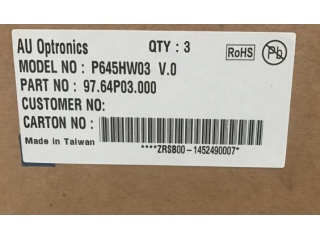 AU Optronics QTY : 3 RoHS Pb
MODEL NO : P645HW03 V.0
PART NO : 97.64P03.000
CUSTOMER NO:
CARTON NO :
Made in Taiwan
****ZRSB00-1452490007*